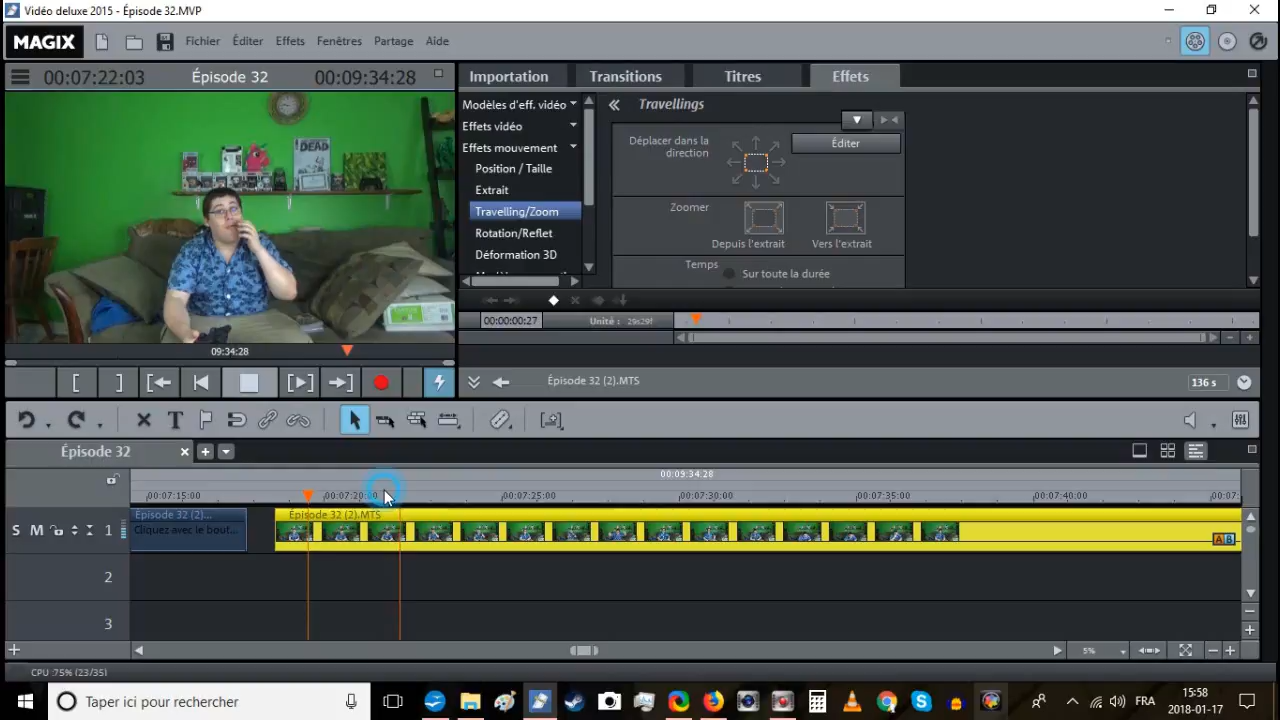 Vidéo deluxe 2015 - Épisode 32.MVP
MAGIX Fichier Éditer Effets Fenêtres Partage Aide
00:07:22:03 Épisode 32 00:09:34:28
Importation Transitions Titres Effets
Modèles d'eff. vidéo
Effets vidéo
Effets mouvement
Position / Taille
Extrait
Travelling/Zoom
Rotation/Reflet
Déformation 3D
Travellings
Déplacer dans la direction
Éditer
Zoomer
Depuis l'extrait Vers l'extrait
Temps Sur toute la durée
DEAD
09:34:28
00:00:00:27 Unité : 29s29f
Épisode 32 (2).MTS 136 s
Épisode 32
00:09:34:28
00:07:15:00 00:07:20:00 00:07:25:00 00:07:30:00 00:07:35:00 00:07:40:00 00:07:
Épisode 32 (2)... Épisode 32 (2).MTS
Cliquez avec le bout...
S M 1
AB
2
3
5%
CPU :75% (23/35)
Taper ici pour rechercher
FRA
15:58
2018-01-17